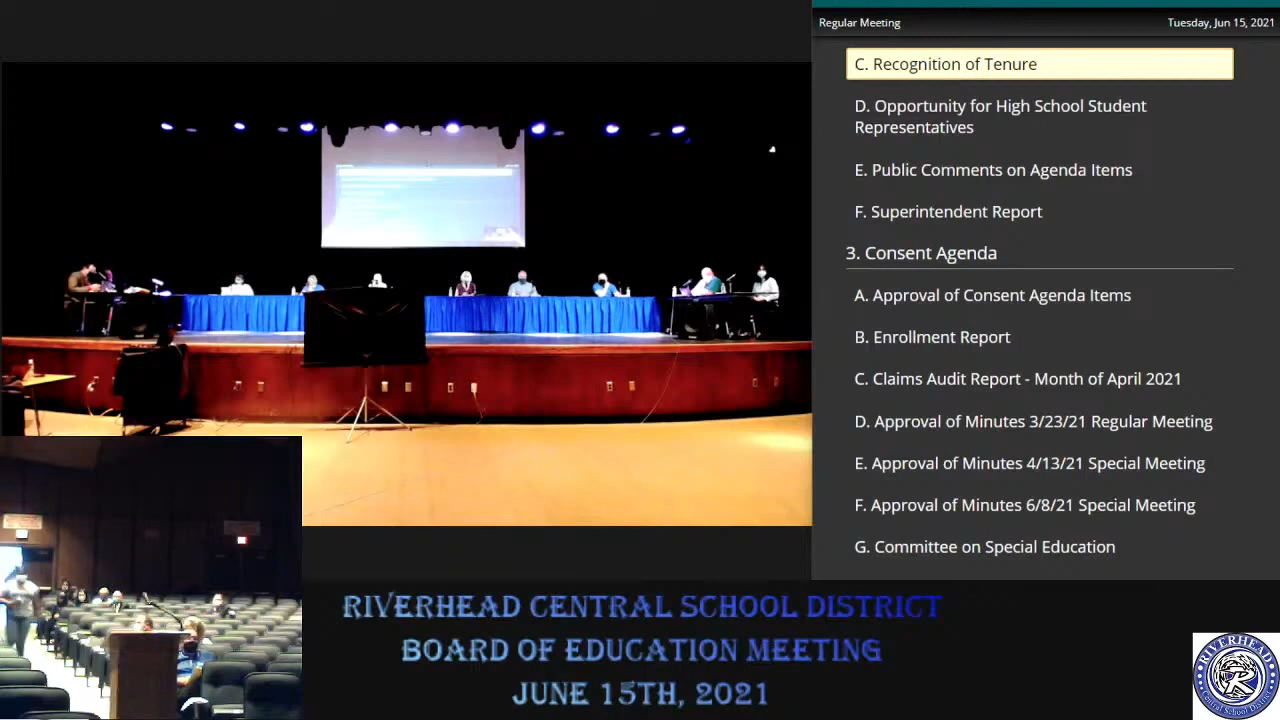 Regular Meeting
Tuesday, Jun 15, 2021
C. Recognition of Tenure
D. Opportunity for High School Student
Representatives
E. Public Comments on Agenda Items
F. Superintendent Report
3. Consent Agenda
A. Approval of Consent Agenda Items
B. Enrollment Report
C. Claims Audit Report - Month of April 2021
D. Approval of Minutes 3/23/21 Regular Meeting
E. Approval of Minutes 4/13/21 Special Meeting
F. Approval of Minutes 6/8/21 Special Meeting
G. Committee on Special Education
RIVERHEAD CENTRAL SCHOOL DISTRICT
BOARD OF EDUCATION MEETING
JUNE 15TH, 2021
RIVERHEAD
R
Central School District